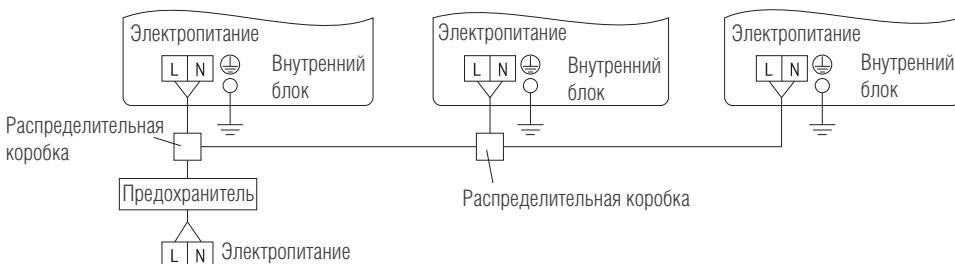 Электропитание
L N
Внутренний
блок
Электропитание
L N
Внутренний
блок
Электропитание
L N
Внутренний
блок
Распределительная
коробка
Распределительная коробка
Предохранитель
L N
Электропитание